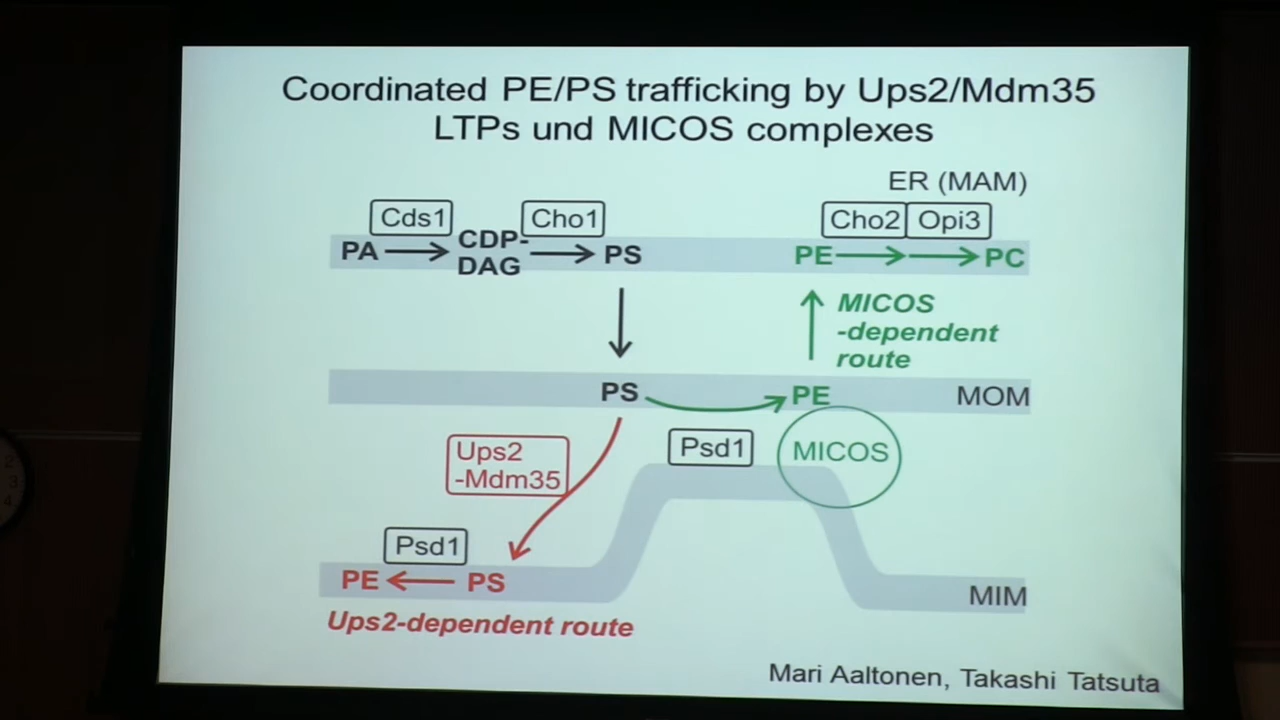 Coordinated PE/PS trafficking by Ups2/Mdm35
LTPs und MICOS complexes
ER (MAM)
Cds1
Cho1
Cho2
Opi3
PA
CDP-
DAG
PS
PE
PC
MICOS
-dependent
route
PS
PE
MOM
Ups2
-Mdm35
Psd1
MICOS
Psd1
PE
PS
MIM
Ups2-dependent route
Mari Aaltonen, Takashi Tatsuta